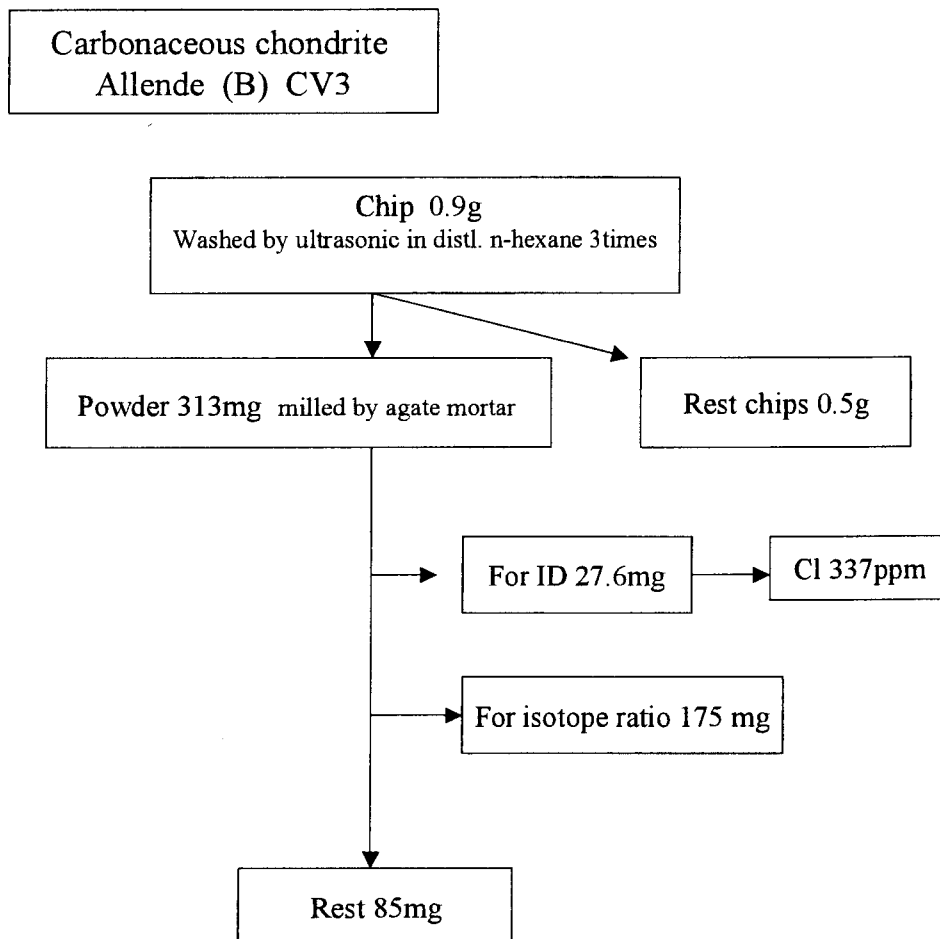 Carbonaceous chondrite
Allende (B) CV3
Chip 0.9g
Washed by ultrasonic in distl. n-hexane 3times
Powder 313mg milled by agate mortar
Rest chips 0.5g
For ID 27.6mg
Cl 337ppm
For isotope ratio 175 mg
Rest 85mg